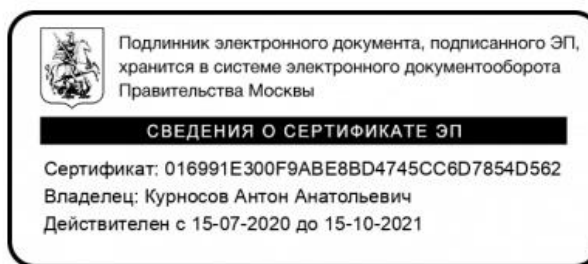 Подлинник электронного документа, подписанного ЭП,
хранится в системе электронного документооборота
Правительства Москвы
СВЕДЕНИЯ О СЕРТИФИКАТЕ ЭП
Сертификат: 016991E300F9ABE8BD4745CC6D7854D562
Владелец: Курносов Антон Анатольевич
Действителен с 15-07-2020 до 15-10-2021